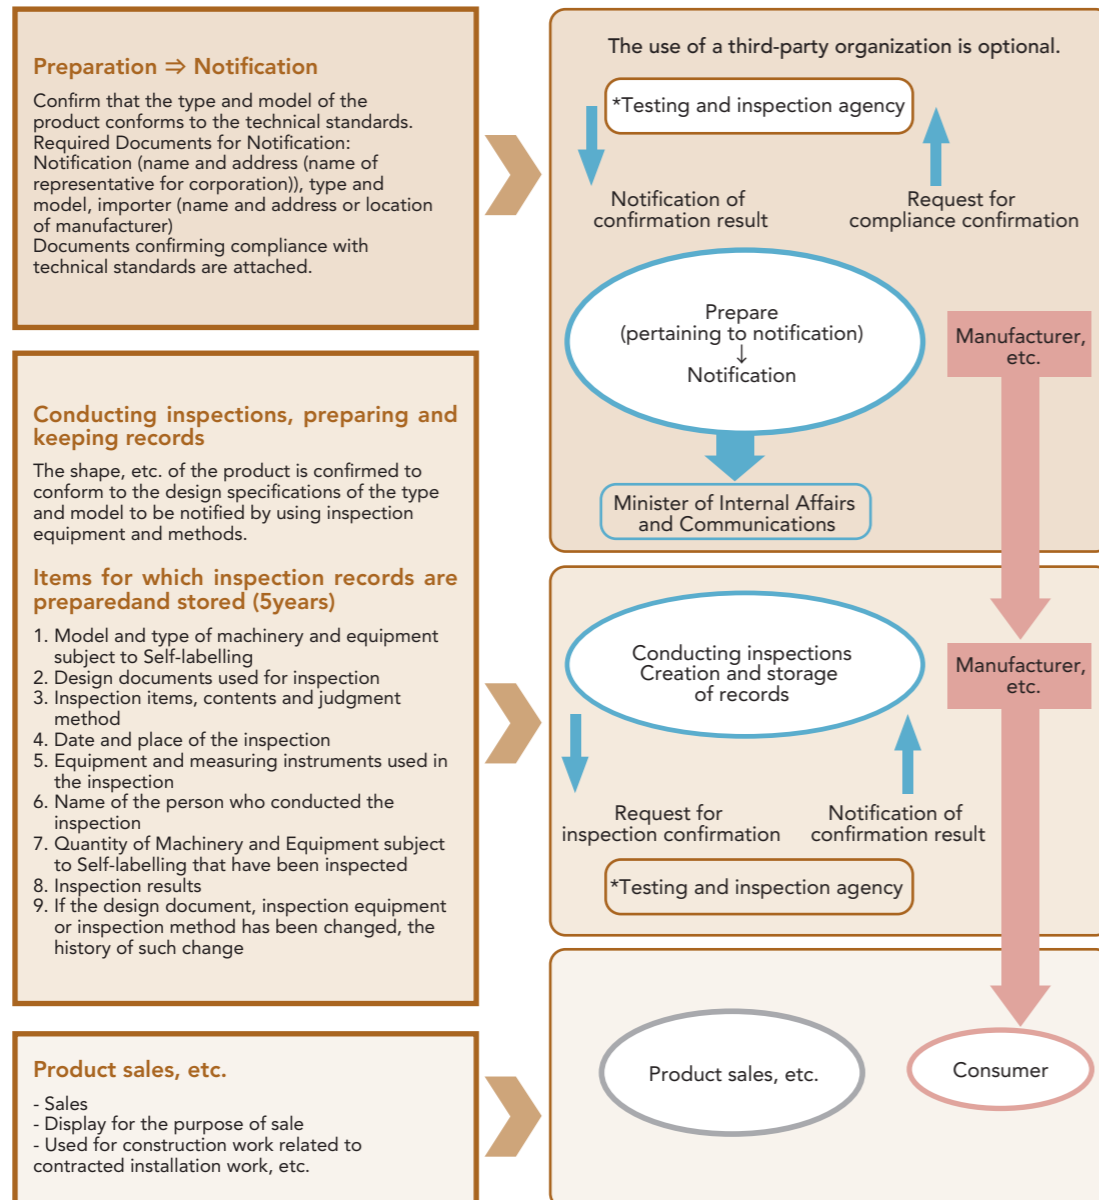 Preparation ⇒ Notification
Confirm that the type and model of the
product conforms to the technical standards.
Required Documents for Notification:
Notification (name and address (name of
representative for corporation)), type and
model, importer (name and address or location
of manufacturer)
Documents confirming compliance with
technical standards are attached.
The use of a third-party organization is optional.
*Testing and inspection agency
Notification of
confirmation result
Request for
compliance confirmation
Prepare
(pertaining to notification)
↓
Notification
Manufacturer,
etc.
Minister of Internal Affairs
and Communications
Conducting inspections, preparing and
keeping records
The shape, etc. of the product is confirmed to
conform to the design specifications of the type
and model to be notified by using inspection
equipment and methods.
Items for which inspection records are
preparedand stored (5years)
1. Model and type of machinery and equipment
subject to Self-labelling
2. Design documents used for inspection
3. Inspection items, contents and judgment
method
4. Date and place of the inspection
5. Equipment and measuring instruments used in
the inspection
6. Name of the person who conducted the
inspection
7. Quantity of Machinery and Equipment subject
to Self-labelling that have been inspected
8. Inspection results
9. If the design document, inspection equipment
or inspection method has been changed, the
history of such change
Conducting inspections
Creation and storage
of records
Manufacturer,
etc.
Request for
inspection confirmation
Notification of
confirmation result
*Testing and inspection agency
Product sales, etc.
- Sales
- Display for the purpose of sale
- Used for construction work related to
contracted installation work, etc.
Product sales, etc.
Consumer